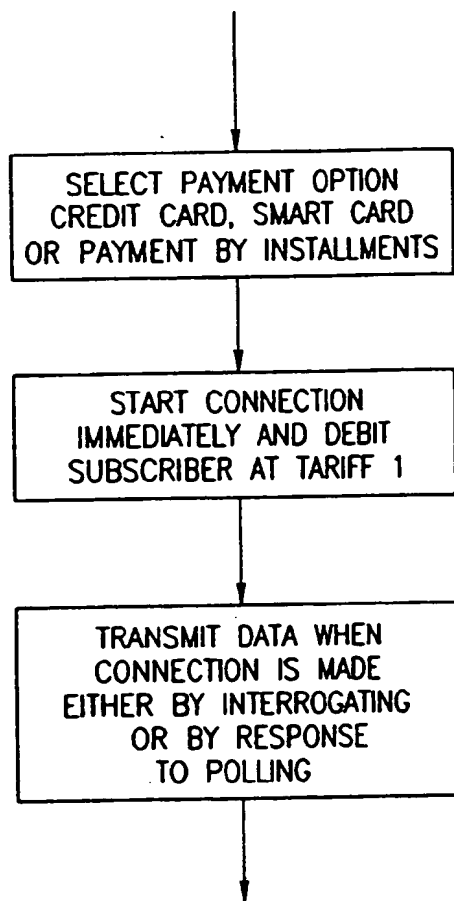 SELECT PAYMENT OPTION
CREDIT CARD, SMART CARD
OR PAYMENT BY INSTALLMENTS
START CONNECTION
IMMEDIATELY AND DEBIT
SUBSCRIBER AT TARIFF 1
TRANSMIT DATA WHEN
CONNECTION IS MADE
EITHER BY INTERROGATING
OR BY RESPONSE
TO POLLING